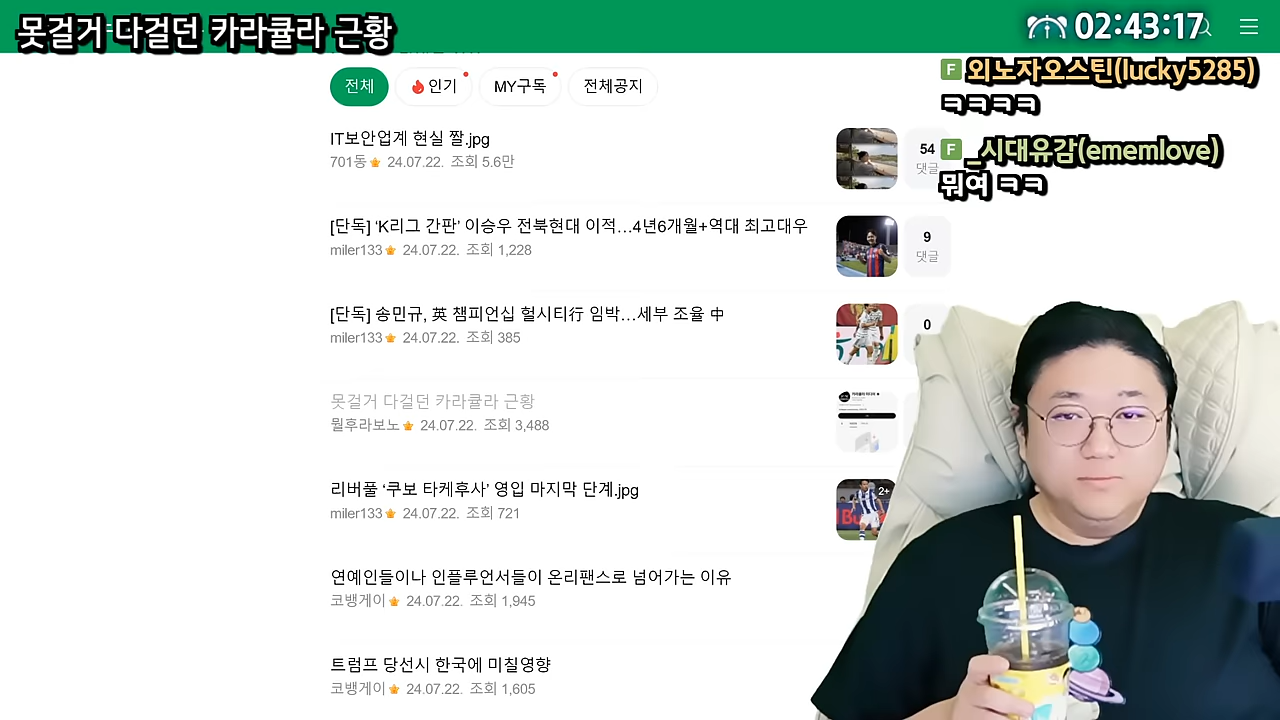 못걸거 다걸던 카라큘라 근황
02:43:17
전체
인기
MY구독
전체공지
F 외노자오스틴(lucky5285)
ㅋㅋㅋㅋ
F _시대유감(ememlove)
뭐여 ㅋㅋ
IT보안업계 현실 짤.jpg
701동 24.07.22. 조회 5.6만
54
댓글
[단독] ‘K리그 간판’ 이승우 전북현대 이적…4년6개월+역대 최고대우
miler133 24.07.22. 조회 1,228
9
댓글
[단독] 송민규, 英 챔피언십 헐시티行 임박…세부 조율 中
miler133 24.07.22. 조회 385
0
못걸거 다걸던 카라큘라 근황
월후라보노 24.07.22. 조회 3,488
리버풀 ‘쿠보 타케후사’ 영입 마지막 단계.jpg
miler133 24.07.22. 조회 721
2+
연예인들이나 인플루언서들이 온리팬스로 넘어가는 이유
코뱅게이 24.07.22. 조회 1,945
트럼프 당선시 한국에 미칠영향
코뱅게이 24.07.22. 조회 1,605